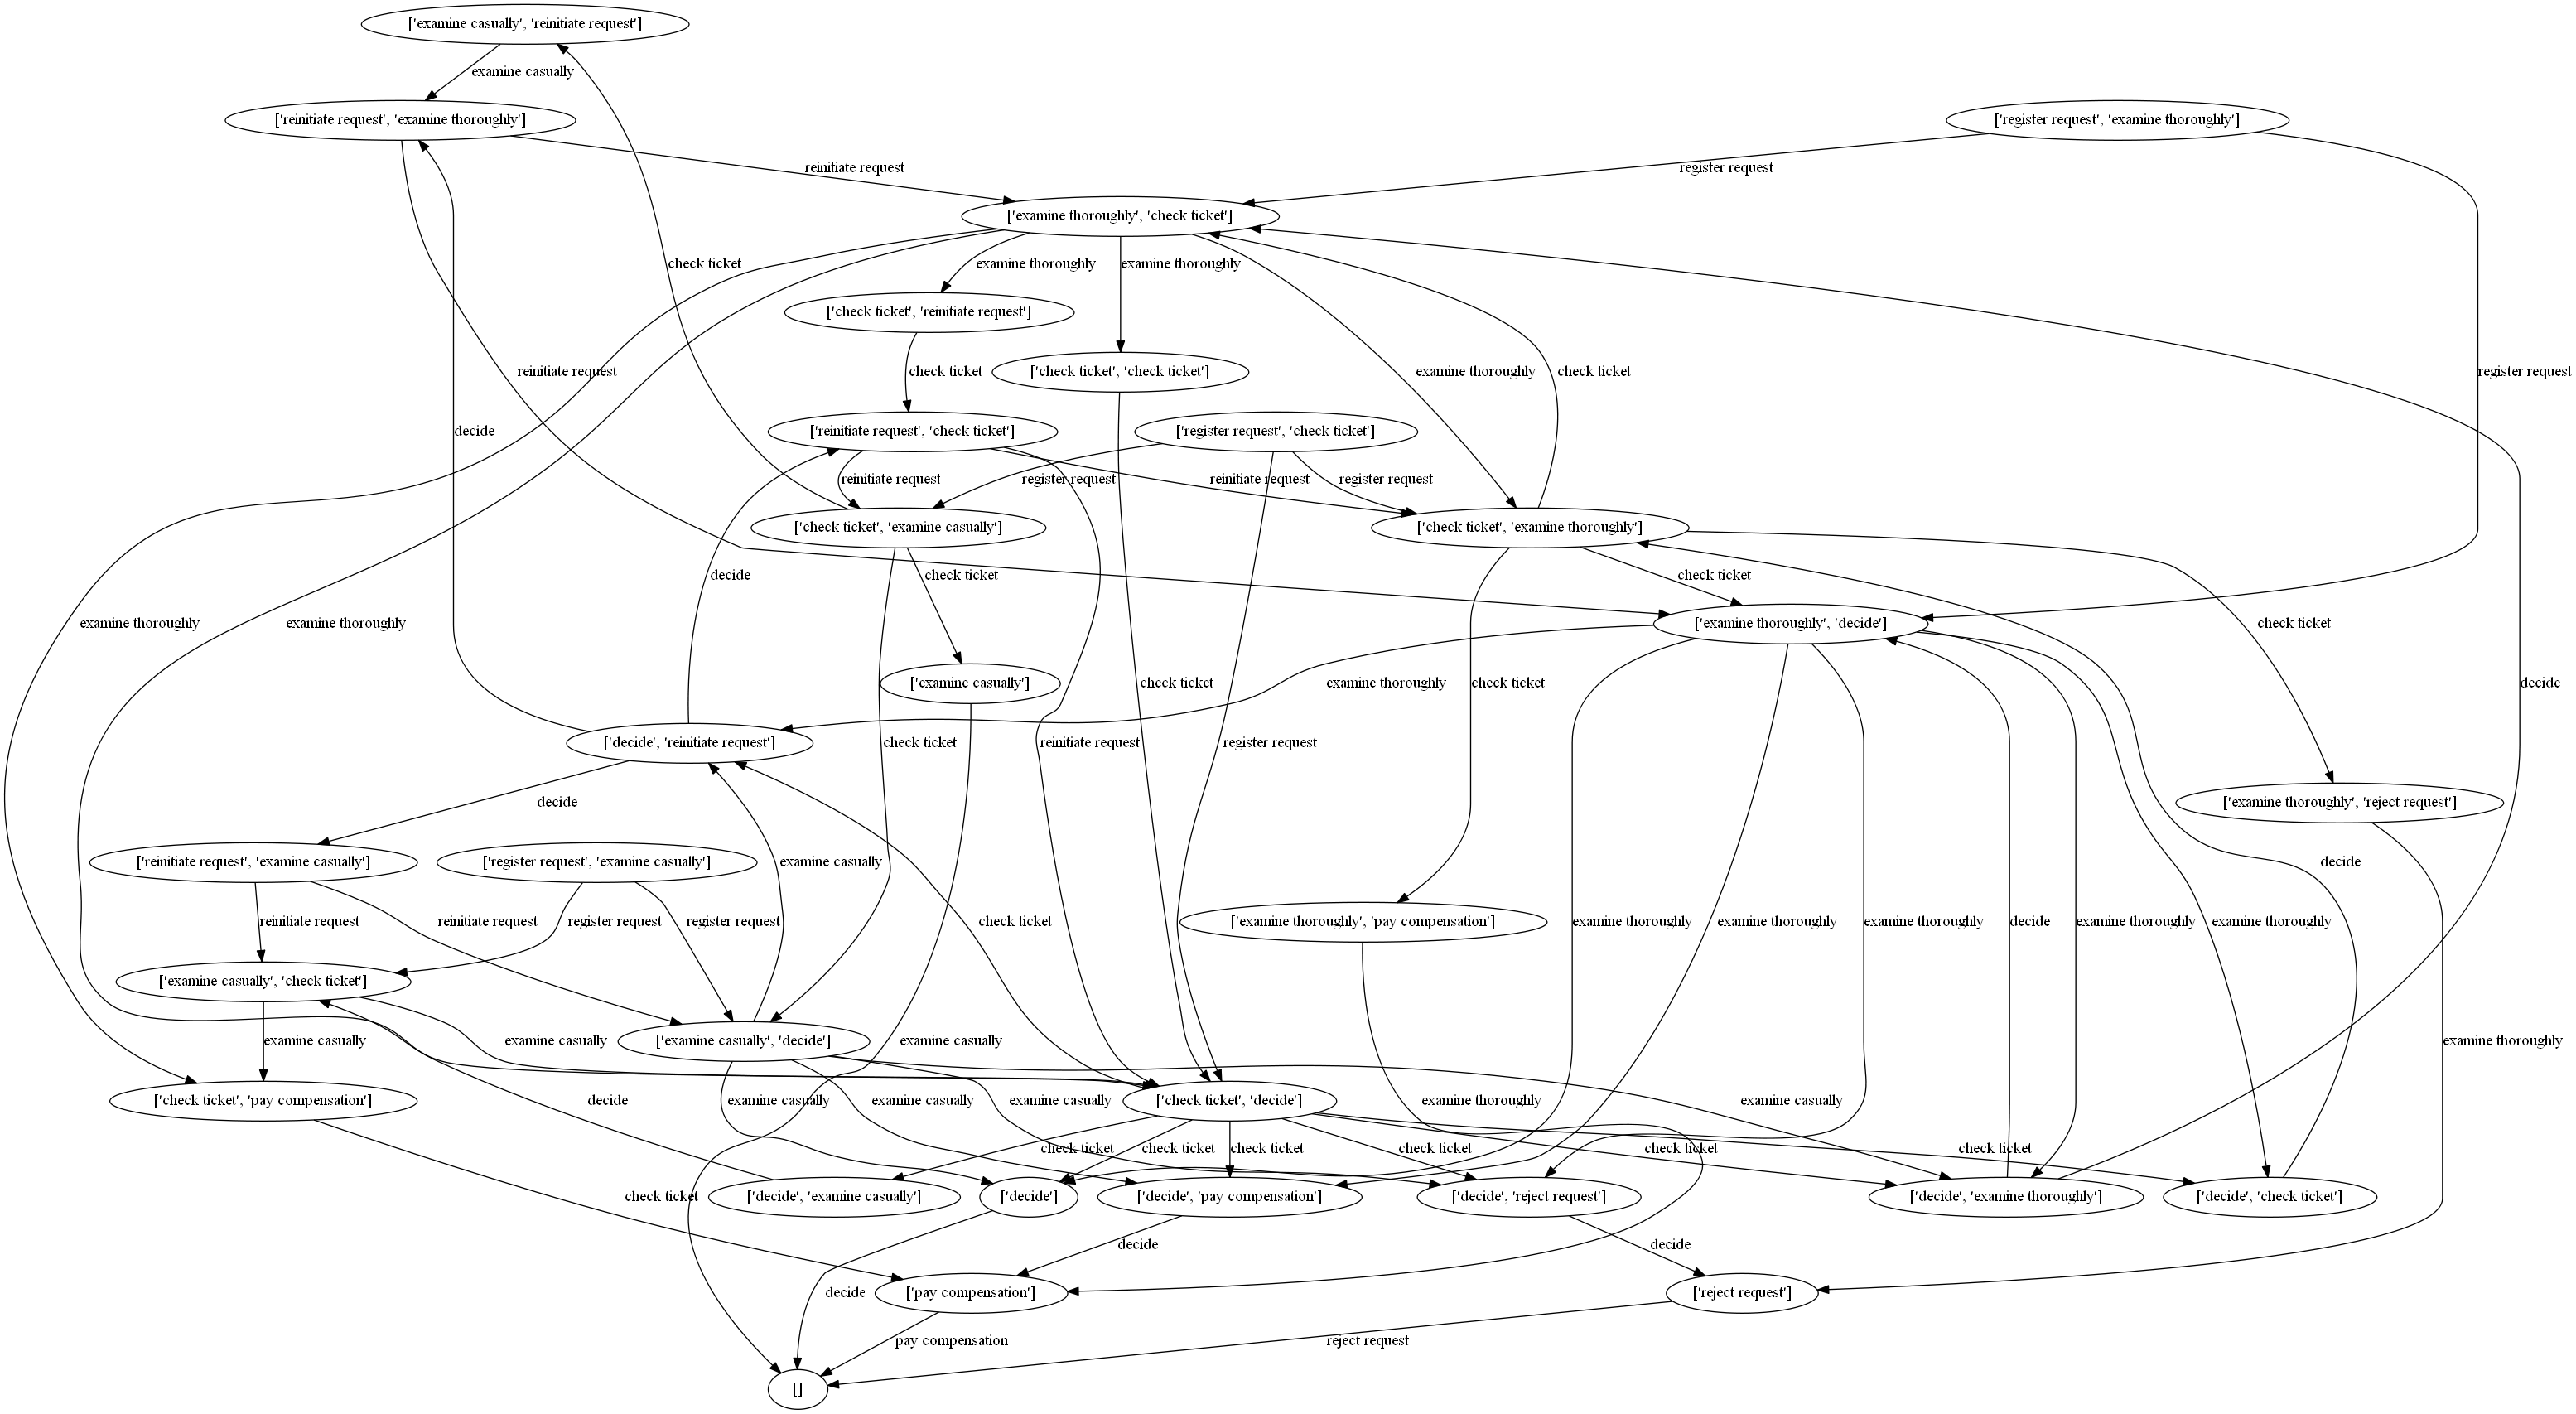 ['examine casually', 'reinitiate request']
examine casually
['reinitiate request', 'examine thoroughly']
['register request', 'examine thoroughly']
reinitiate request
register request
['examine thoroughly', 'check ticket']
check ticket
examine thoroughly
examine thoroughly
['check ticket', 'reinitiate request']
reinitiate request
check ticket
['check ticket', 'check ticket']
examine thoroughly
check ticket
register request
decide
['reinitiate request', 'check ticket']
['register request', 'check ticket']
reinitiate request
register request
reinitiate request
register request
['check ticket', 'examine casually']
['check ticket', 'examine thoroughly']
decide
check ticket
check ticket
examine thoroughly
examine thoroughly
['examine thoroughly', 'decide']
check ticket
['examine casually']
check ticket
examine thoroughly
check ticket
decide
['decide', 'reinitiate request']
check ticket
reinitiate request
register request
decide
['examine thoroughly', 'reject request']
['reinitiate request', 'examine casually']
['register request', 'examine casually']
examine casually
decide
reinitiate request
reinitiate request
register request
register request
check ticket
['examine thoroughly', 'pay compensation']
examine thoroughly
examine thoroughly
examine thoroughly
decide
examine thoroughly
examine thoroughly
['examine casually', 'check ticket']
examine casually
examine casually
['examine casually', 'decide']
examine casually
examine thoroughly
['check ticket', 'pay compensation']
decide
examine casually
examine casually
examine casually
['check ticket', 'decide']
examine thoroughly
examine casually
check ticket
check ticket
check ticket
check ticket
check ticket
check ticket
check ticket
['decide', 'examine casually']
['decide']
['decide', 'pay compensation']
['decide', 'reject request']
['decide', 'examine thoroughly']
['decide', 'check ticket']
decide
decide
decide
['pay compensation']
['reject request']
pay compensation
reject request
[]